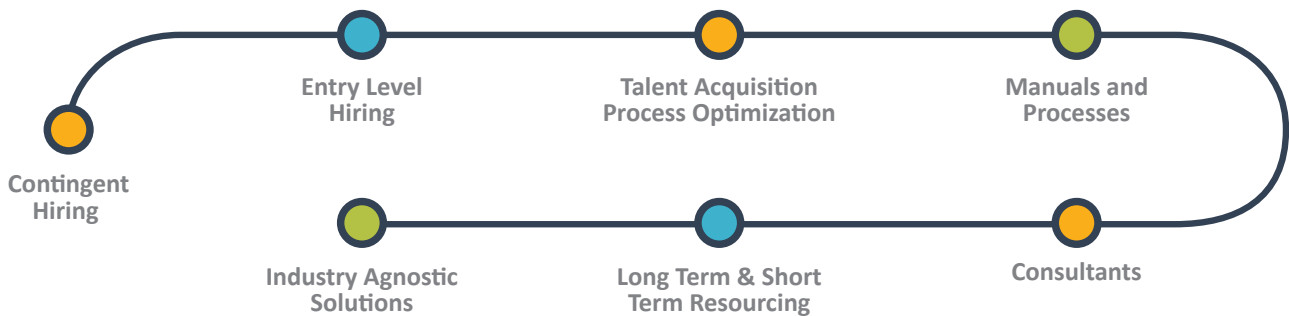 Entry Level
Hiring
Talent Acquisition
Process Optimization
Manuals and
Processes
Contingent
Hiring
Industry Agnostic
Solutions
Long Term & Short
Term Resourcing
Consultants